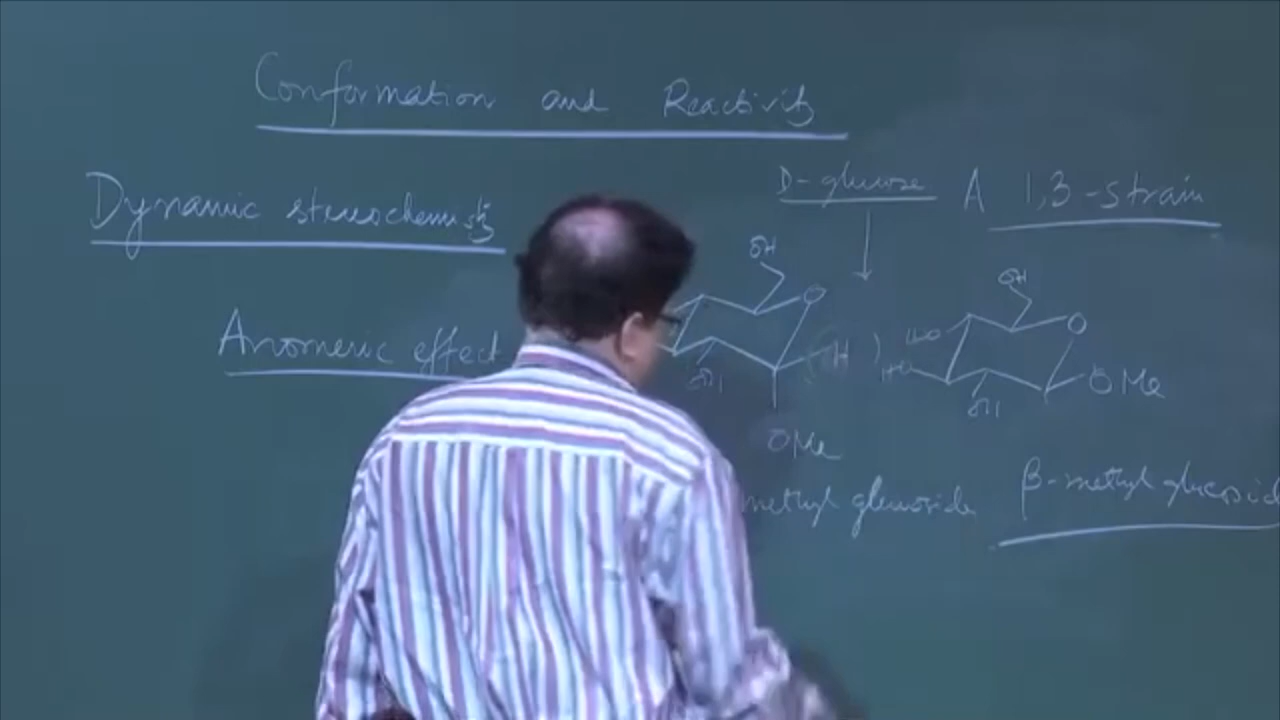 Conformation and Reactivity
Dynamic stereochemistry
D-glucose
A 1,3-strain
Anomeric effect
OH
O
OH
(H)
OMe
OH
O
HO
HO
OH
OMe
methyl glucoside
β-methyl glucosid